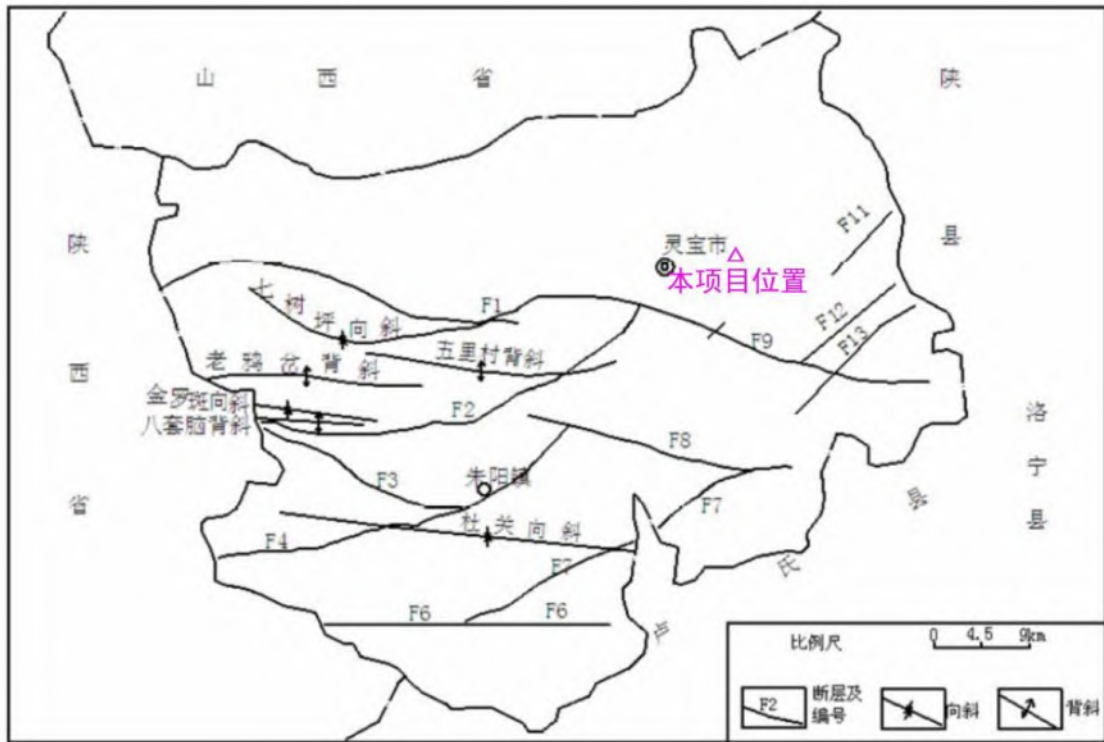 山西省
陕
县
陕
西
省
灵宝市
本项目位置
F11
F12
F13
F1
七树坪向斜
F9
五里村背斜
老鸦岔背斜
金罗斑向斜
八套脑背斜
F2
F8
洛
宁
县
F3
朱阳镇
F7
杜关向斜
F4
F7
县
氏
卢
F6
F6
比例尺
0 4.5 9km
F2
断层及
编号
向斜
背斜